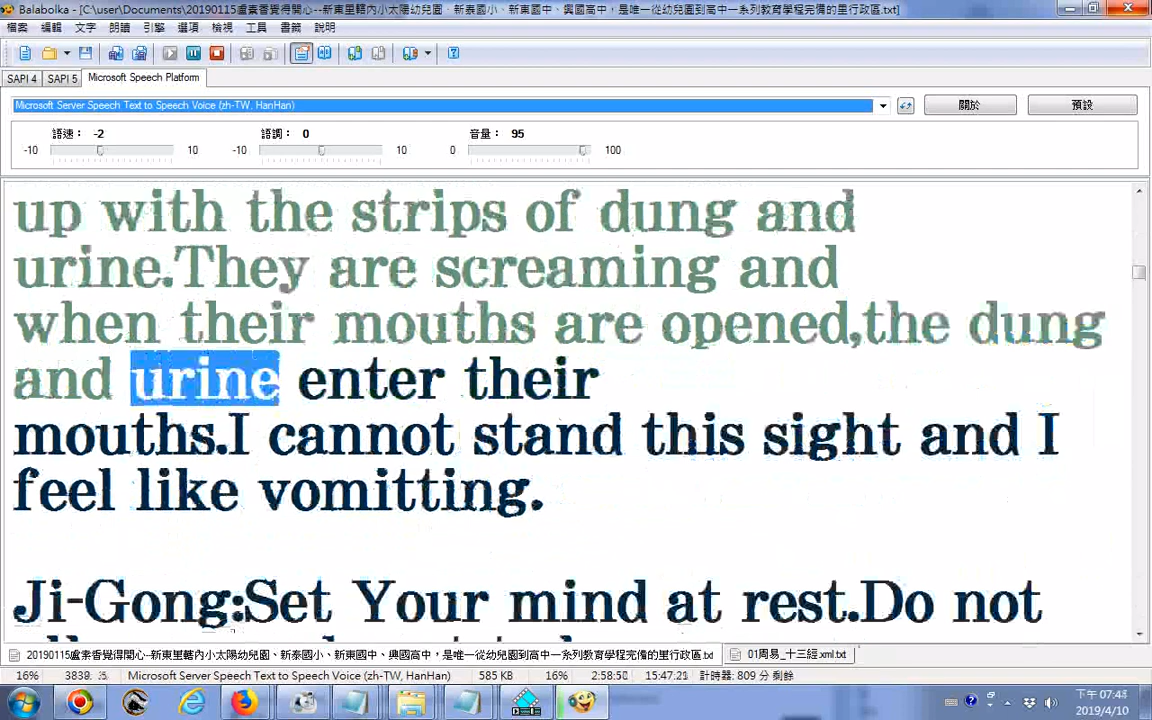 Balabolka - [C:\user\Documents\20190115盧素香覺得開心--新東里轄內小太陽幼兒園、新泰國小、新東國中、興國高中，是唯一從幼兒園到高中一系列教育學程完備的里行政區.txt]
檔案 編輯 文字 朗讀 引擎 選項 檢視 工具 書籤 說明
SAPI 4 SAPI 5 Microsoft Speech Platform
Microsoft Server Speech Text to Speech Voice (zh-TW, HanHan) 關於 預設
語速： -2 語調： 0 音量： 95
-10 10 -10 10 0 100
up with the strips of dung and
urine.They are screaming and
when their mouths are opened,the dung
and urine enter their
mouths.I cannot stand this sight and I
feel like vomitting.
Ji-Gong:Set Your mind at rest.Do not
20190115盧素香覺得開心--新東里轄內小太陽幼兒園、新泰國小、新東國中、興國高中，是唯一從幼兒園到高中一系列教育學程完備的里行政區.txt 01周易_十三經.xml.txt
16% Microsoft Server Speech Text to Speech Voice (zh-TW, HanHan) 585 KB 16% 2:58:50 15:47:21 計時器: 809 分 剩餘
下午 07:43
2019/4/10